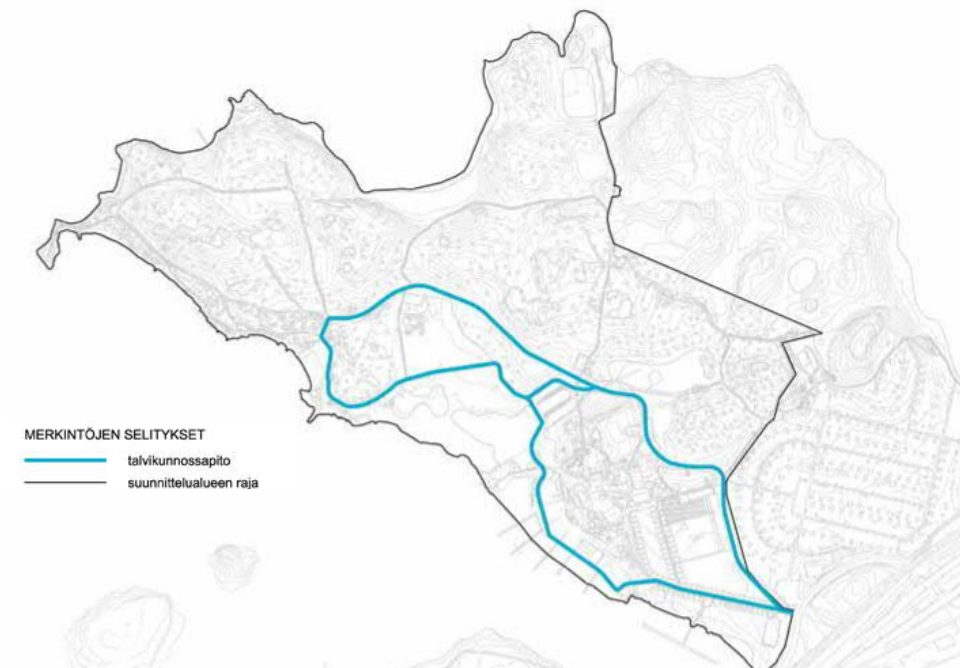 MERKINTÖJEN SELITYKSET
talvikunnossapito
suunnittelualueen raja